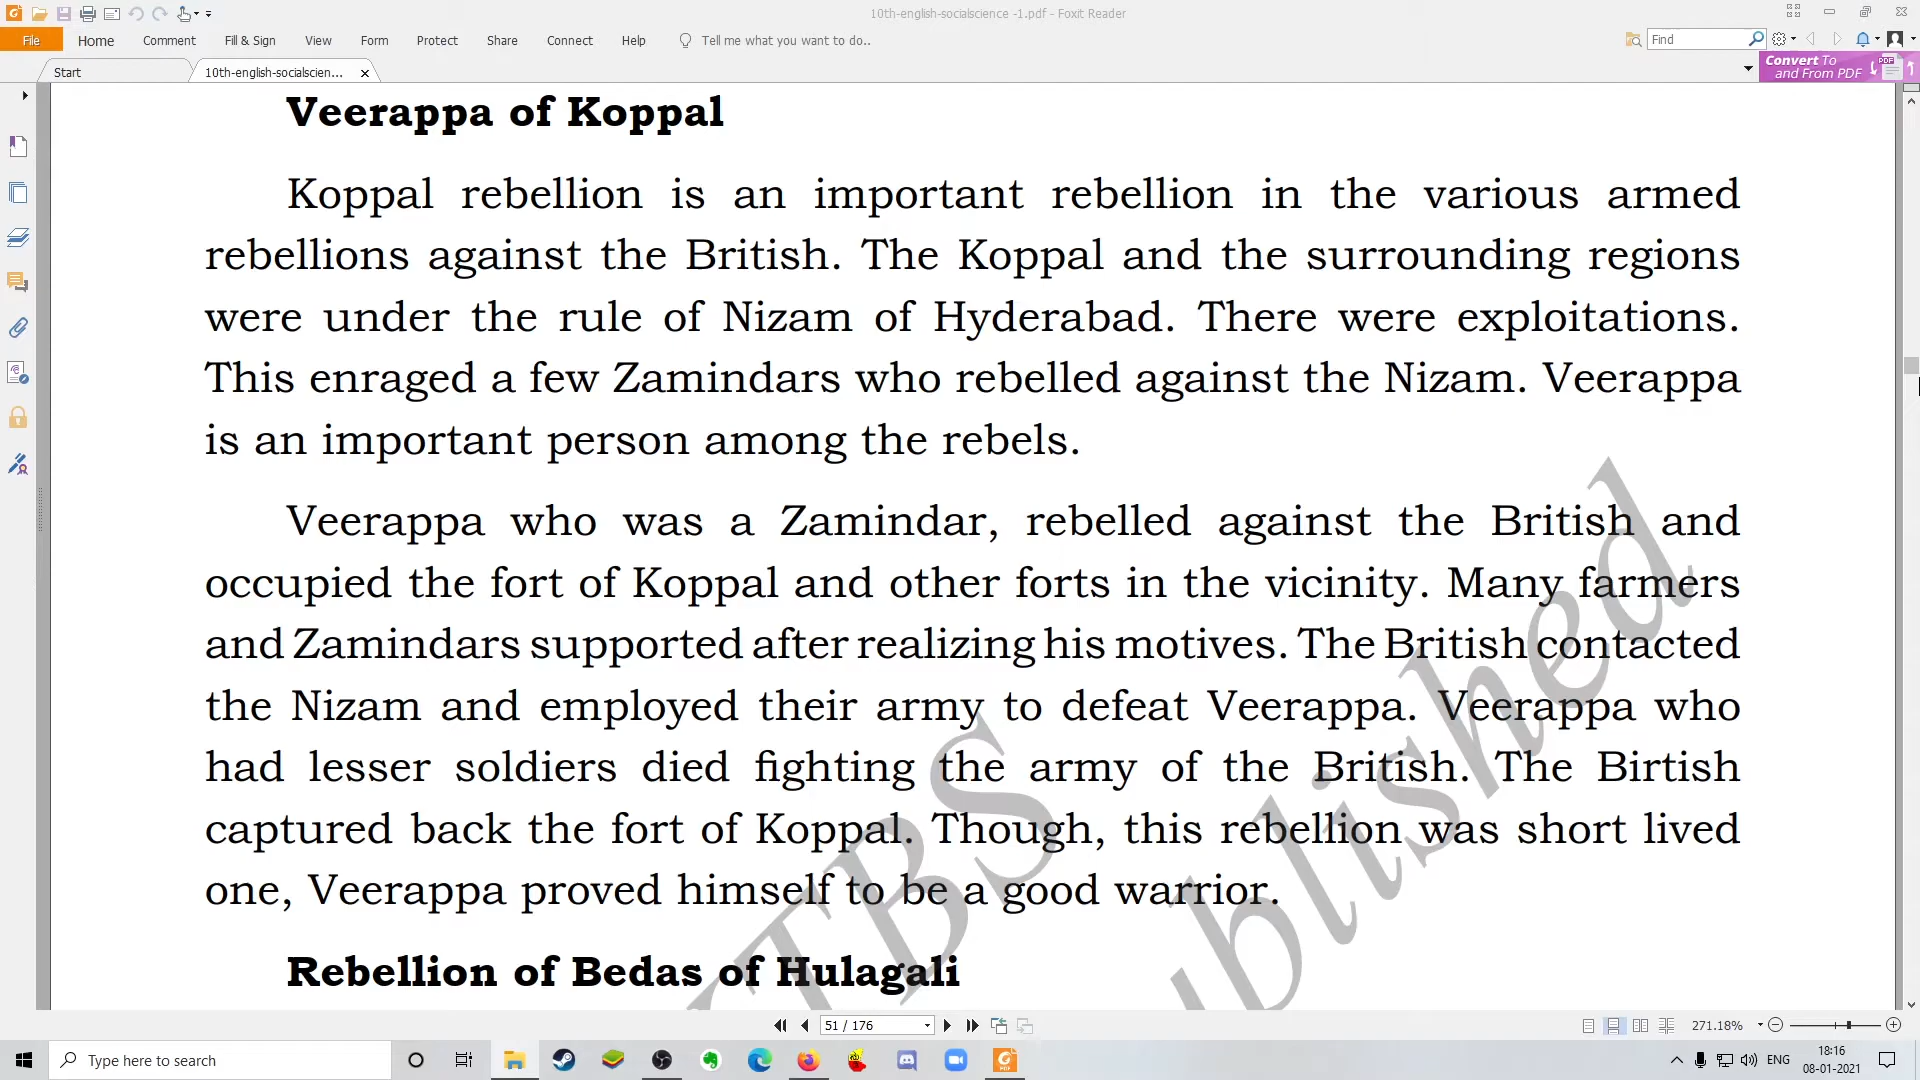 10th-english-socialscience -1.pdf - Foxit Reader
File Home Comment Fill & Sign View Form Protect Share Connect Help Tell me what you want to do.. Find
Start 10th-english-socialscien...
Convert To
and From PDF
Veerappa of Koppal
Koppal rebellion is an important rebellion in the various armed
rebellions against the British. The Koppal and the surrounding regions
were under the rule of Nizam of Hyderabad. There were exploitations.
This enraged a few Zamindars who rebelled against the Nizam. Veerappa
is an important person among the rebels.
Veerappa who was a Zamindar, rebelled against the British and
occupied the fort of Koppal and other forts in the vicinity. Many farmers
and Zamindars supported after realizing his motives. The British contacted
the Nizam and employed their army to defeat Veerappa. Veerappa who
had lesser soldiers died fighting the army of the British. The Birtish
captured back the fort of Koppal. Though, this rebellion was short lived
one, Veerappa proved himself to be a good warrior.
Rebellion of Bedas of Hulagali
51 / 176
271.18%
Type here to search
ENG
18:16
08-01-2021